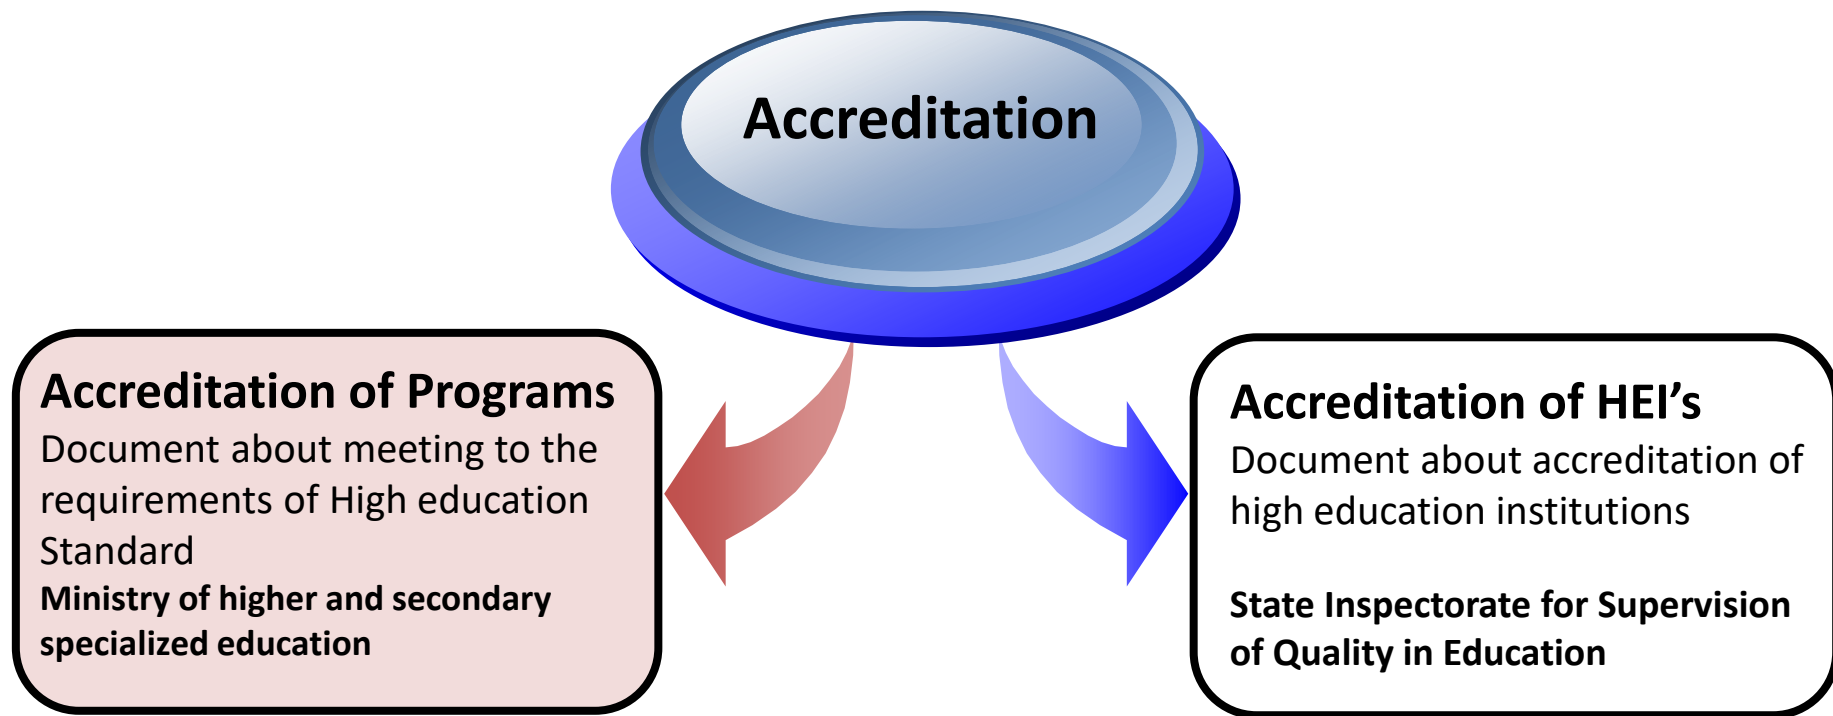 Accreditation
Accreditation of Programs
Document about meeting to the
requirements of High education
Standard
Ministry of higher and secondary
specialized education
Accreditation of HEI’s
Document about accreditation of
high education institutions
State Inspectorate for Supervision
of Quality in Education